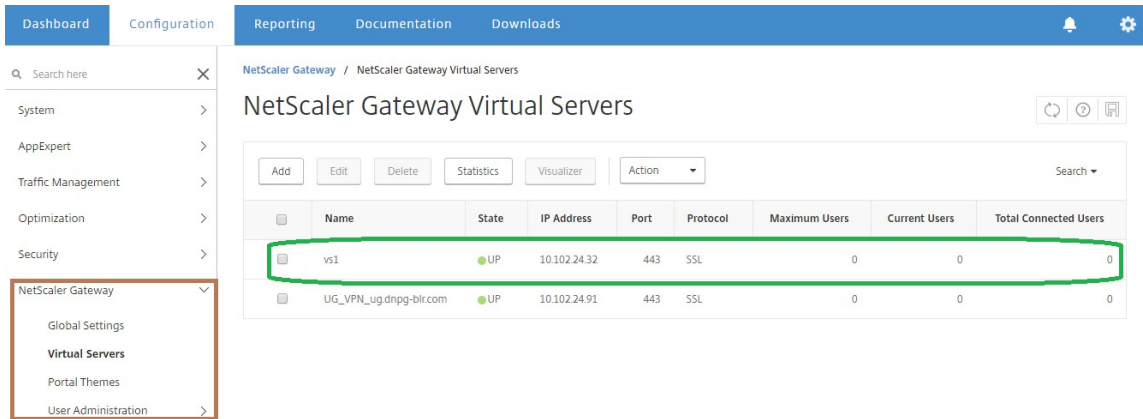 Dashboard Configuration Reporting Documentation Downloads
Search here
NetScaler Gateway / NetScaler Gateway Virtual Servers
System
NetScaler Gateway Virtual Servers
AppExpert
Add Edit Delete Statistics Visualizer Action Search
Traffic Management
Optimization
Name State IP Address Port Protocol Maximum Users Current Users Total Connected Users
Security
vs1 UP 10.102.24.32 443 SSL 0 0 0
NetScaler Gateway
UG_VPN_ug.dnpg-blr.com UP 10.102.24.91 443 SSL 0 0 0
Global Settings
Virtual Servers
Portal Themes
User Administration